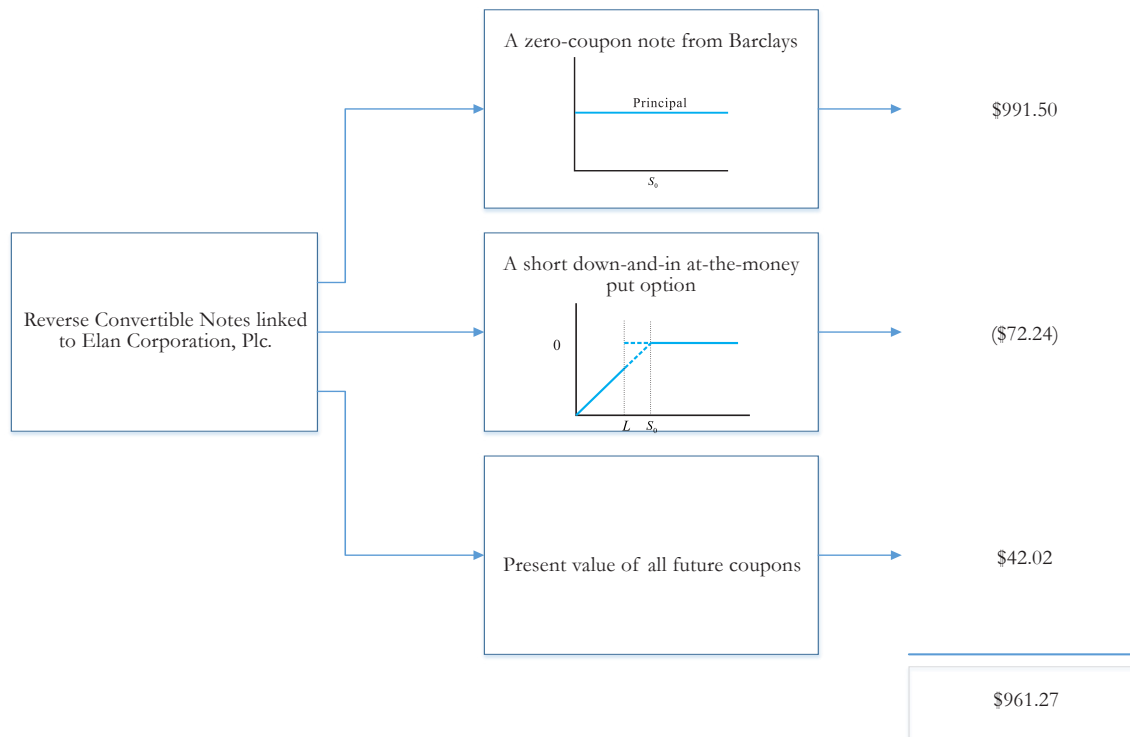 A zero-coupon note from Barclays
Principal
S₀
$991.50
Reverse Convertible Notes linked
to Elan Corporation, Plc.
A short down-and-in at-the-money
put option
0
L S₀
($72.24)
Present value of all future coupons
$42.02
$961.27